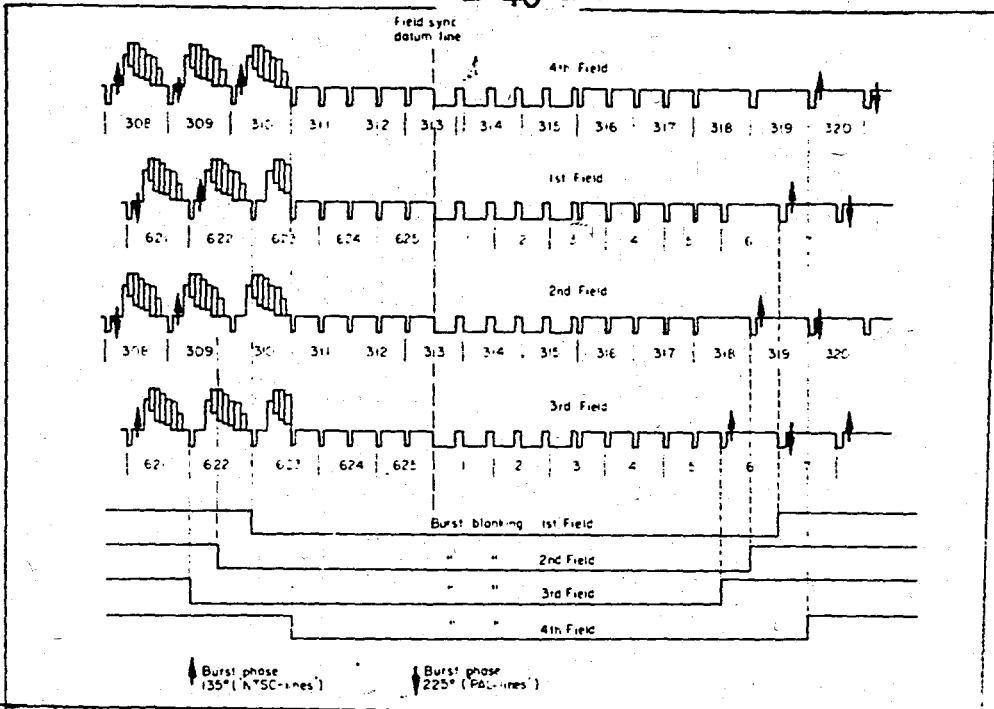 - 40 -
Field sync
datum line
4th Field
308 309 310 311 312 313 314 315 316 317 318 319 320
1st Field
621 622 623 624 625 1 2 3 4 5 6 7
2nd Field
308 309 310 311 312 313 314 315 316 317 318 319 320
3rd Field
621 622 623 624 625 1 2 3 4 5 6 7
Burst blanking 1st Field
" " 2nd Field
" " 3rd Field
" " 4th Field
Burst phase
135° ('NTSC-lines')
Burst phase
225° ('PAL-lines')